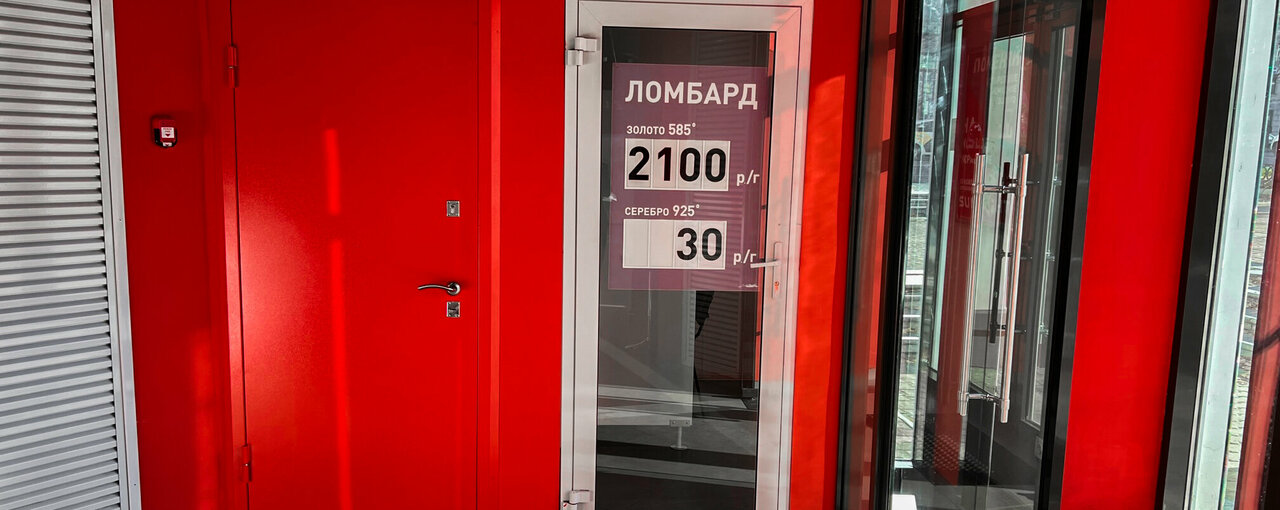 ЛОМБАРД
ЗОЛОТО 585°
2100 р/г
СЕРЕБРО 925°
30 р/г